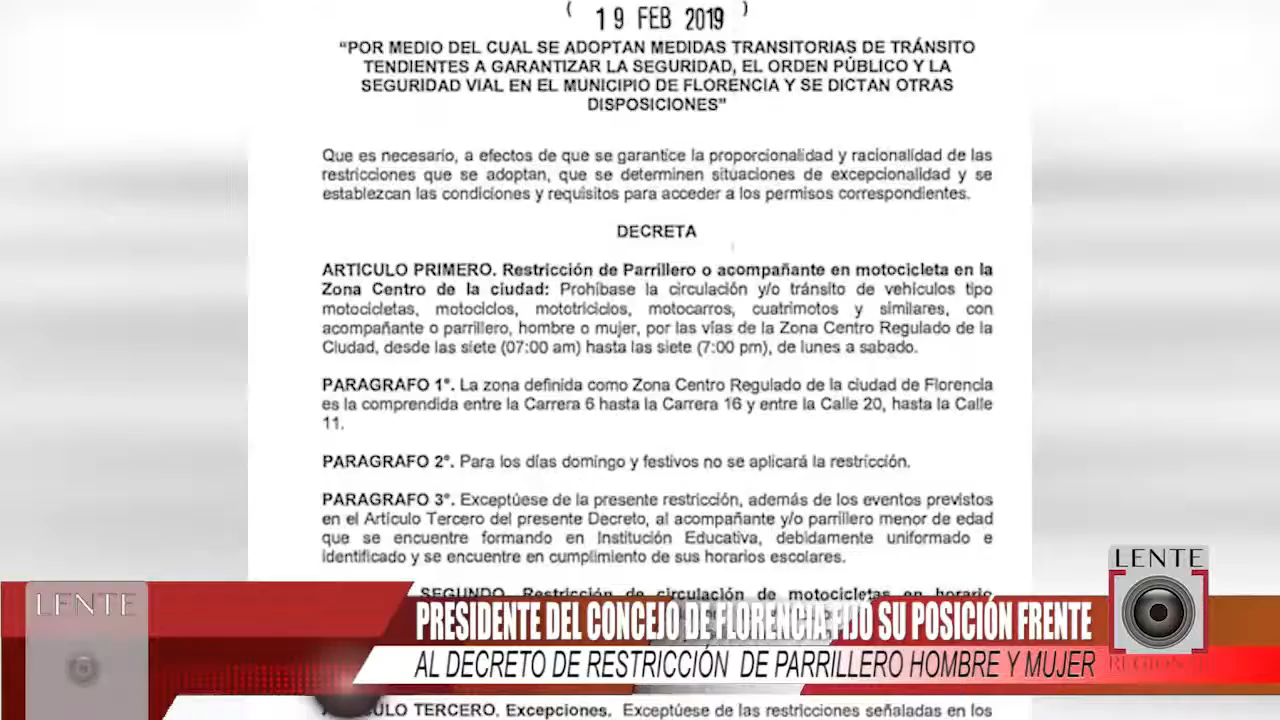 ( 19 FEB 2019 )
“POR MEDIO DEL CUAL SE ADOPTAN MEDIDAS TRANSITORIAS DE TRÁNSITO
TENDIENTES A GARANTIZAR LA SEGURIDAD, EL ORDEN PÚBLICO Y LA
SEGURIDAD VIAL EN EL MUNICIPIO DE FLORENCIA Y SE DICTAN OTRAS
DISPOSICIONES”
Que es necesario, a efectos de que se garantice la proporcionalidad y racionalidad de las
restricciones que se adoptan, que se determinen situaciones de excepcionalidad y se
establezcan las condiciones y requisitos para acceder a los permisos correspondientes.
DECRETA
ARTICULO PRIMERO. Restricción de Parrillero o acompañante en motocicleta en la
Zona Centro de la ciudad: Prohíbase la circulación y/o tránsito de vehículos tipo
motocicletas, motociclos, mototriciclos, motocarros, cuatrimotos y similares, con
acompañante o parrillero, hombre o mujer, por las vías de la Zona Centro Regulado de la
Ciudad, desde las siete (07:00 am) hasta las siete (7:00 pm), de lunes a sabado.
PARAGRAFO 1°. La zona definida como Zona Centro Regulado de la ciudad de Florencia
es la comprendida entre la Carrera 6 hasta la Carrera 16 y entre la Calle 20, hasta la Calle
11.
PARAGRAFO 2°. Para los días domingo y festivos no se aplicará la restricción.
PARAGRAFO 3°. Exceptúese de la presente restricción, además de los eventos previstos
en el Artículo Tercero del presente Decreto, al acompañante y/o parrillero menor de edad
que se encuentre formando en Institución Educativa, debidamente uniformado e
identificado y se encuentre en cumplimiento de sus horarios escolares.
SEGUNDO. Restricción de circulación de motocicletas en horario
LENTE
LENTE
REGIONAL
PRESIDENTE DEL CONCEJO DE FLORENCIA FIJO SU POSICIÓN FRENTE
AL DECRETO DE RESTRICCIÓN DE PARRILLERO HOMBRE Y MUJER
TERCERO. Excepciones. Exceptúese de las restricciones señaladas en los